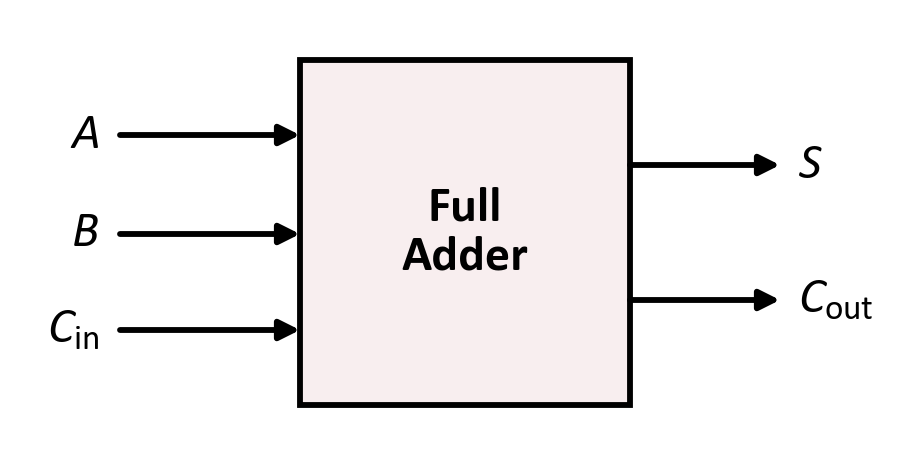 A
B
C_in
Full
Adder
S
C_out